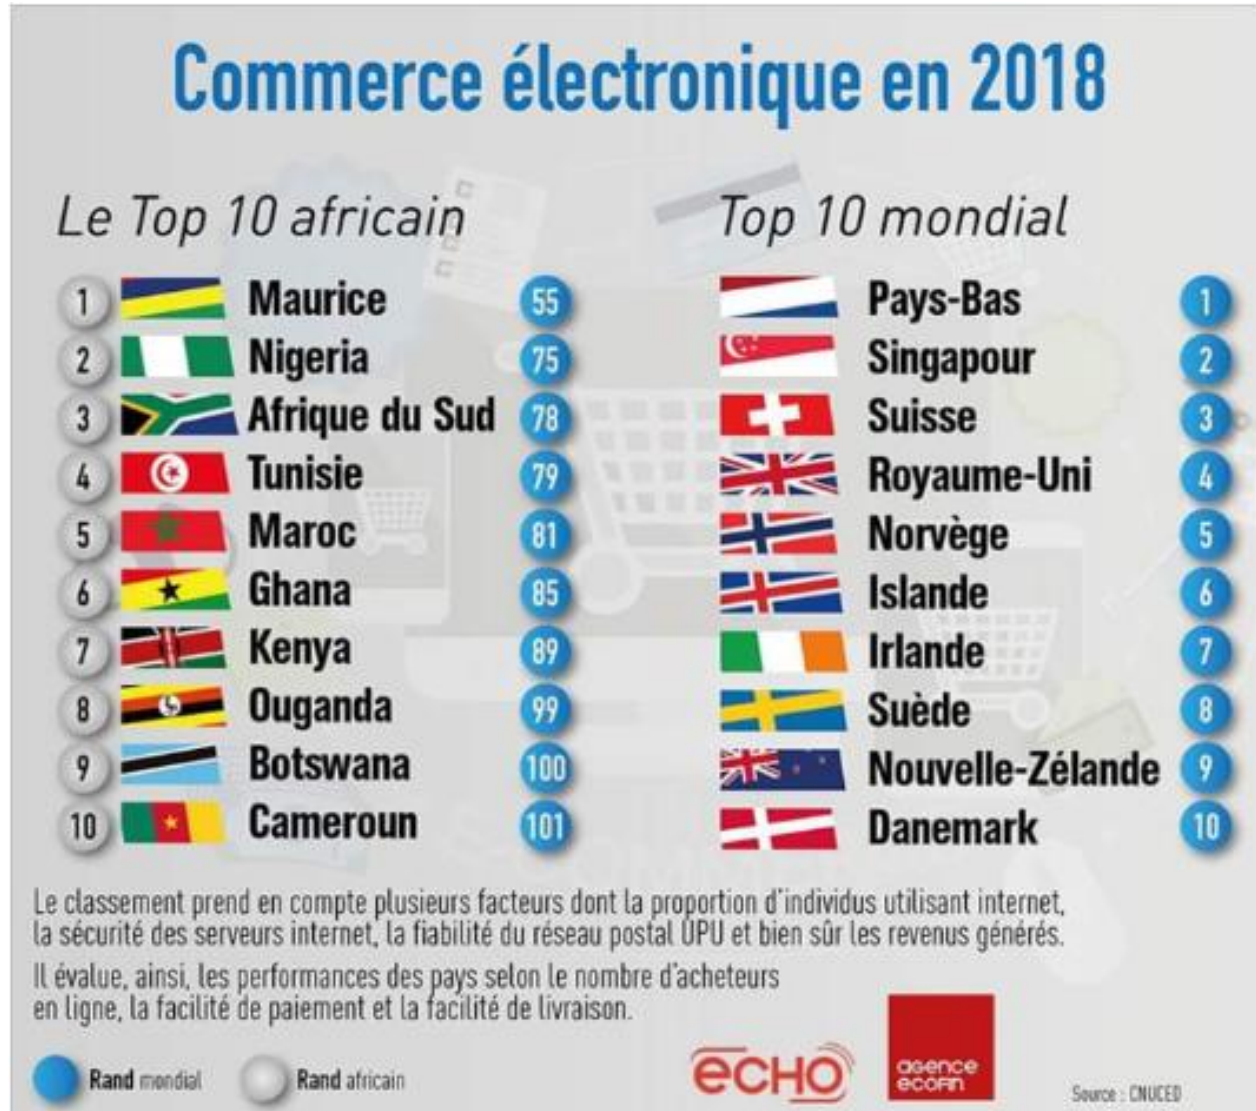 Commerce électronique en 2018
Le Top 10 africain
1 Maurice 55
2 Nigeria 75
3 Afrique du Sud 78
4 Tunisie 79
5 Maroc 81
6 Ghana 85
7 Kenya 89
8 Ouganda 99
9 Botswana 100
10 Cameroun 101
Top 10 mondial
Pays-Bas 1
Singapour 2
Suisse 3
Royaume-Uni 4
Norvège 5
Islande 6
Irlande 7
Suède 8
Nouvelle-Zélande 9
Danemark 10
Le classement prend en compte plusieurs facteurs dont la proportion d'individus utilisant internet,
la sécurité des serveurs internet, la fiabilité du réseau postal UPU et bien sûr les revenus générés.
Il évalue, ainsi, les performances des pays selon le nombre d'acheteurs
en ligne, la facilité de paiement et la facilité de livraison.
Rand mondial
Rand africain
eCHO
agence
ecofin
Source : CNUCED